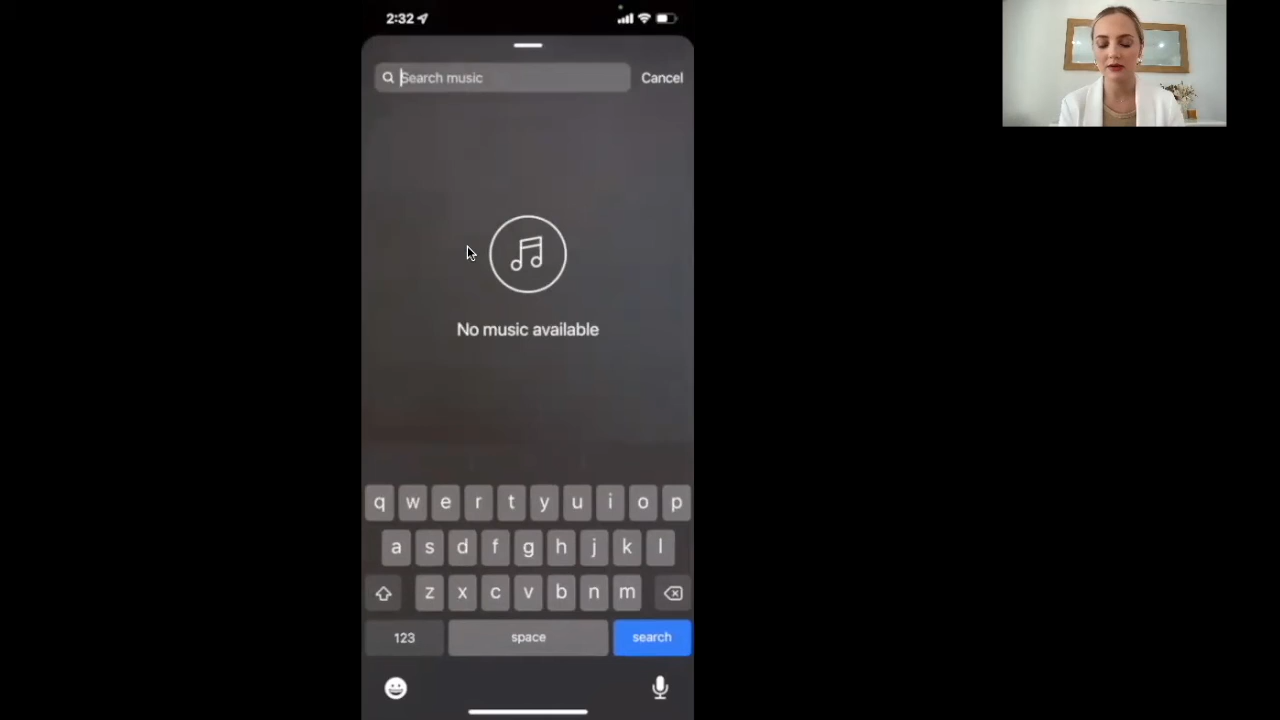 2:32
Search music
Cancel
No music available
q w e r t y u i o p
a s d f g h j k l
z x c v b n m
123 space search